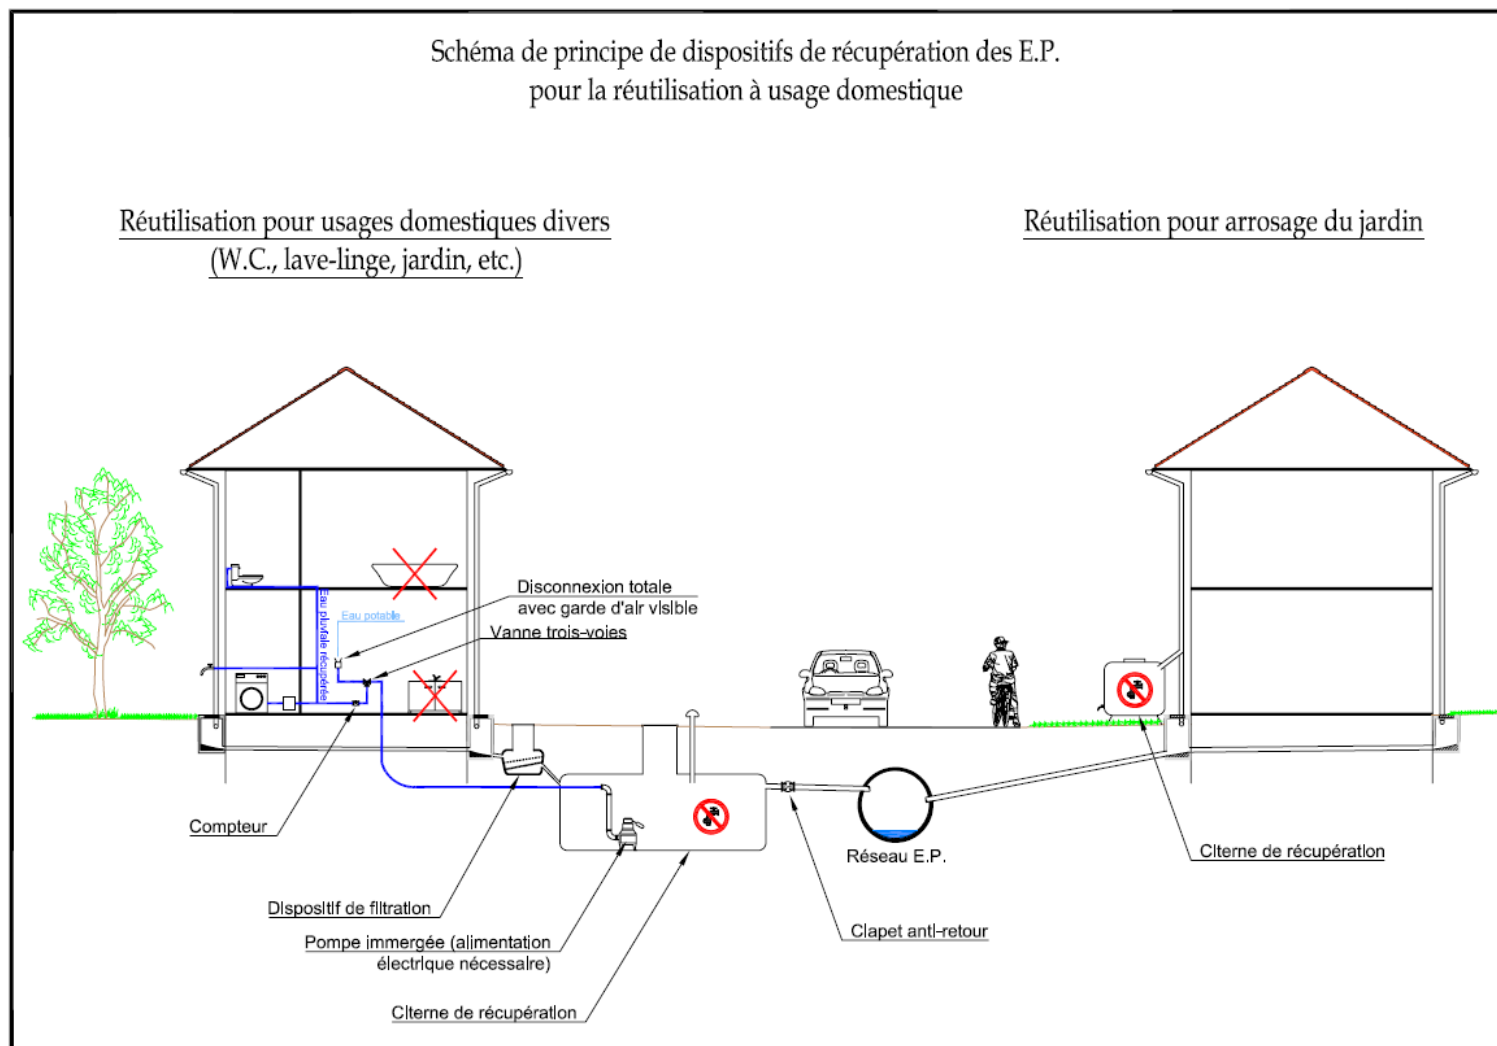 Schéma de principe de dispositifs de récupération des E.P.
pour la réutilisation à usage domestique
Réutilisation pour usages domestiques divers
(W.C., lave-linge, jardin, etc.)
Réutilisation pour arrosage du jardin
Disconnexion totale
avec garde d'air visible
Vanne trois-voies
Eau potable
Eau pluviale récupérée
Compteur
Dispositif de filtration
Pompe immergée (alimentation
électrique nécessaire)
Citerne de récupération
Réseau E.P.
Clapet anti-retour
Citerne de récupération